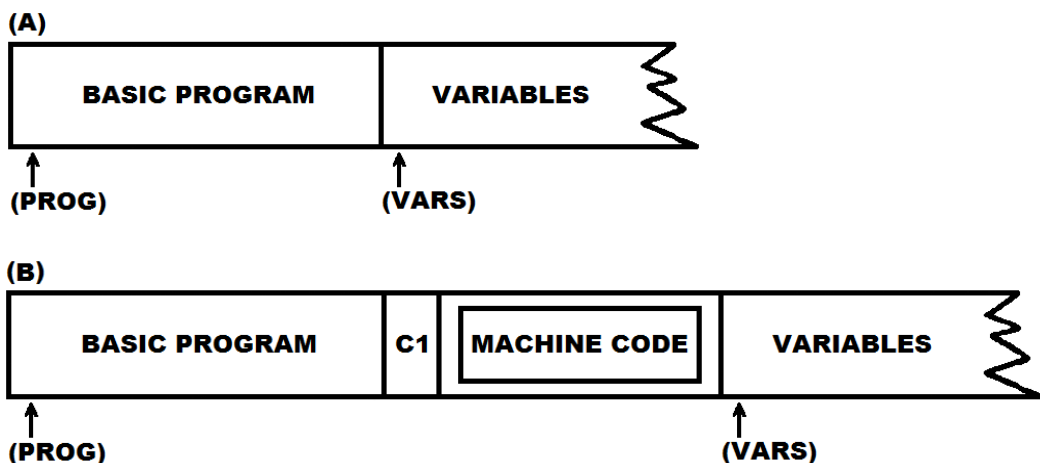 (A)
BASIC PROGRAM VARIABLES
(PROG) (VARS)
(B)
BASIC PROGRAM C1 MACHINE CODE VARIABLES
(PROG) (VARS)